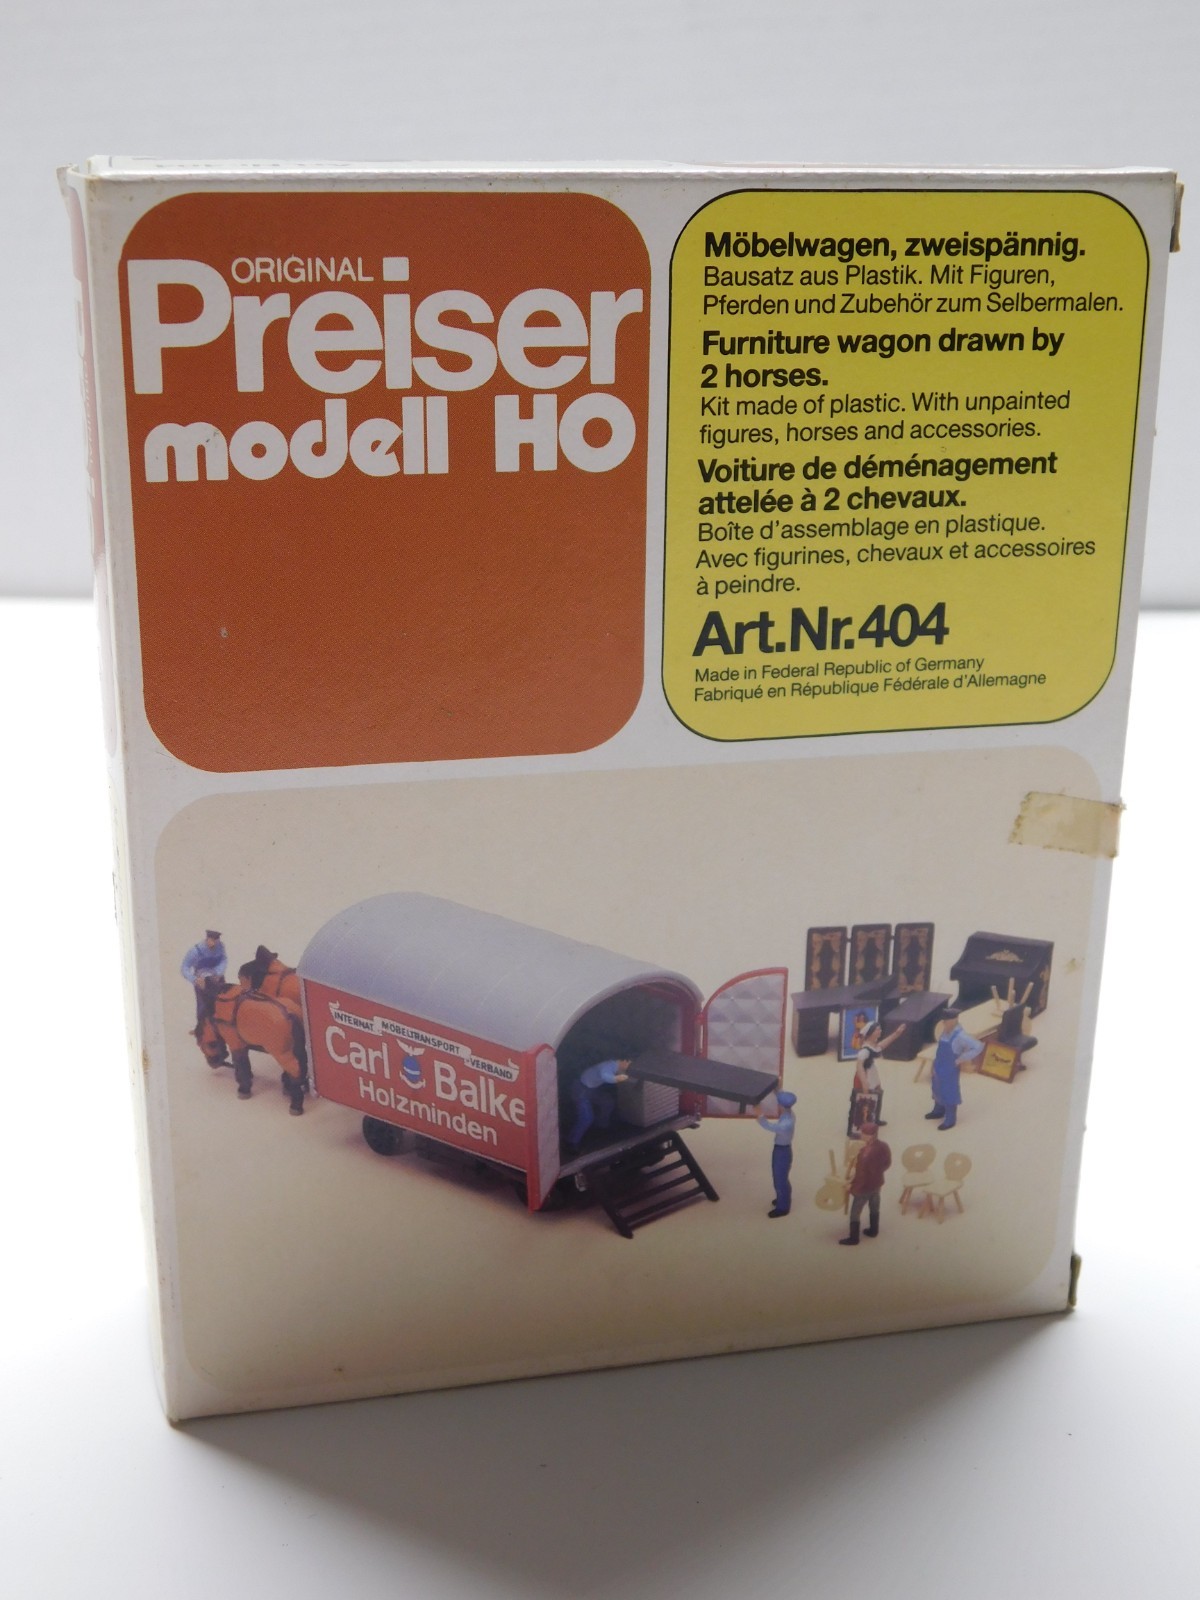 ORIGINAL
Preiser
modell HO
Möbelwagen, zweispännig.
Bausatz aus Plastik. Mit Figuren,
Pferden und Zubehör zum Selbermalen.
Furniture wagon drawn by
2 horses.
Kit made of plastic. With unpainted
figures, horses and accessories.
Voiture de déménagement
attelée à 2 chevaux.
Boîte d'assemblage en plastique.
Avec figurines, chevaux et accessoires
à peindre.
Art.Nr.404
Made in Federal Republic of Germany
Fabriqué en République Fédérale d'Allemagne
INTERNAT. MÖBELTRANSPORT -VERBAND
Carl Balke
Holzminden